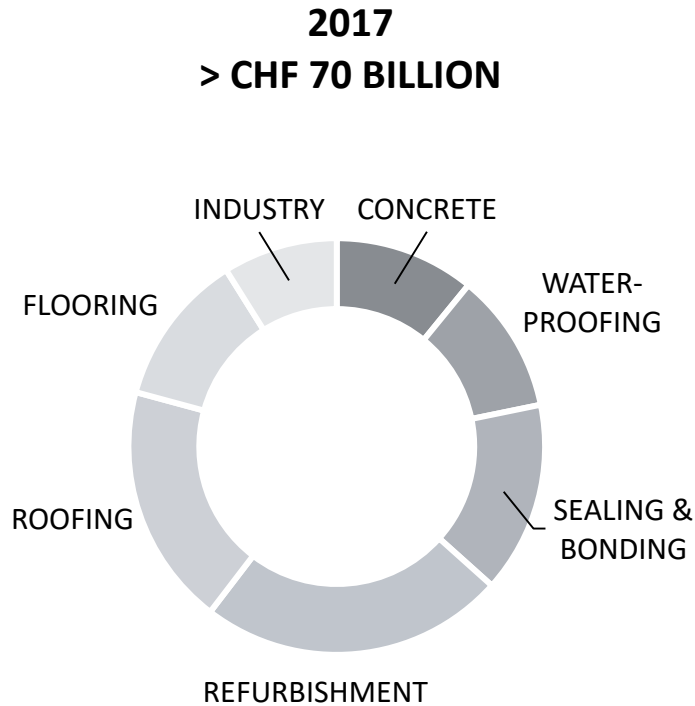 2017
> CHF 70 BILLION
INDUSTRY
CONCRETE
WATER-
PROOFING
FLOORING
ROOFING
SEALING &
BONDING
REFURBISHMENT